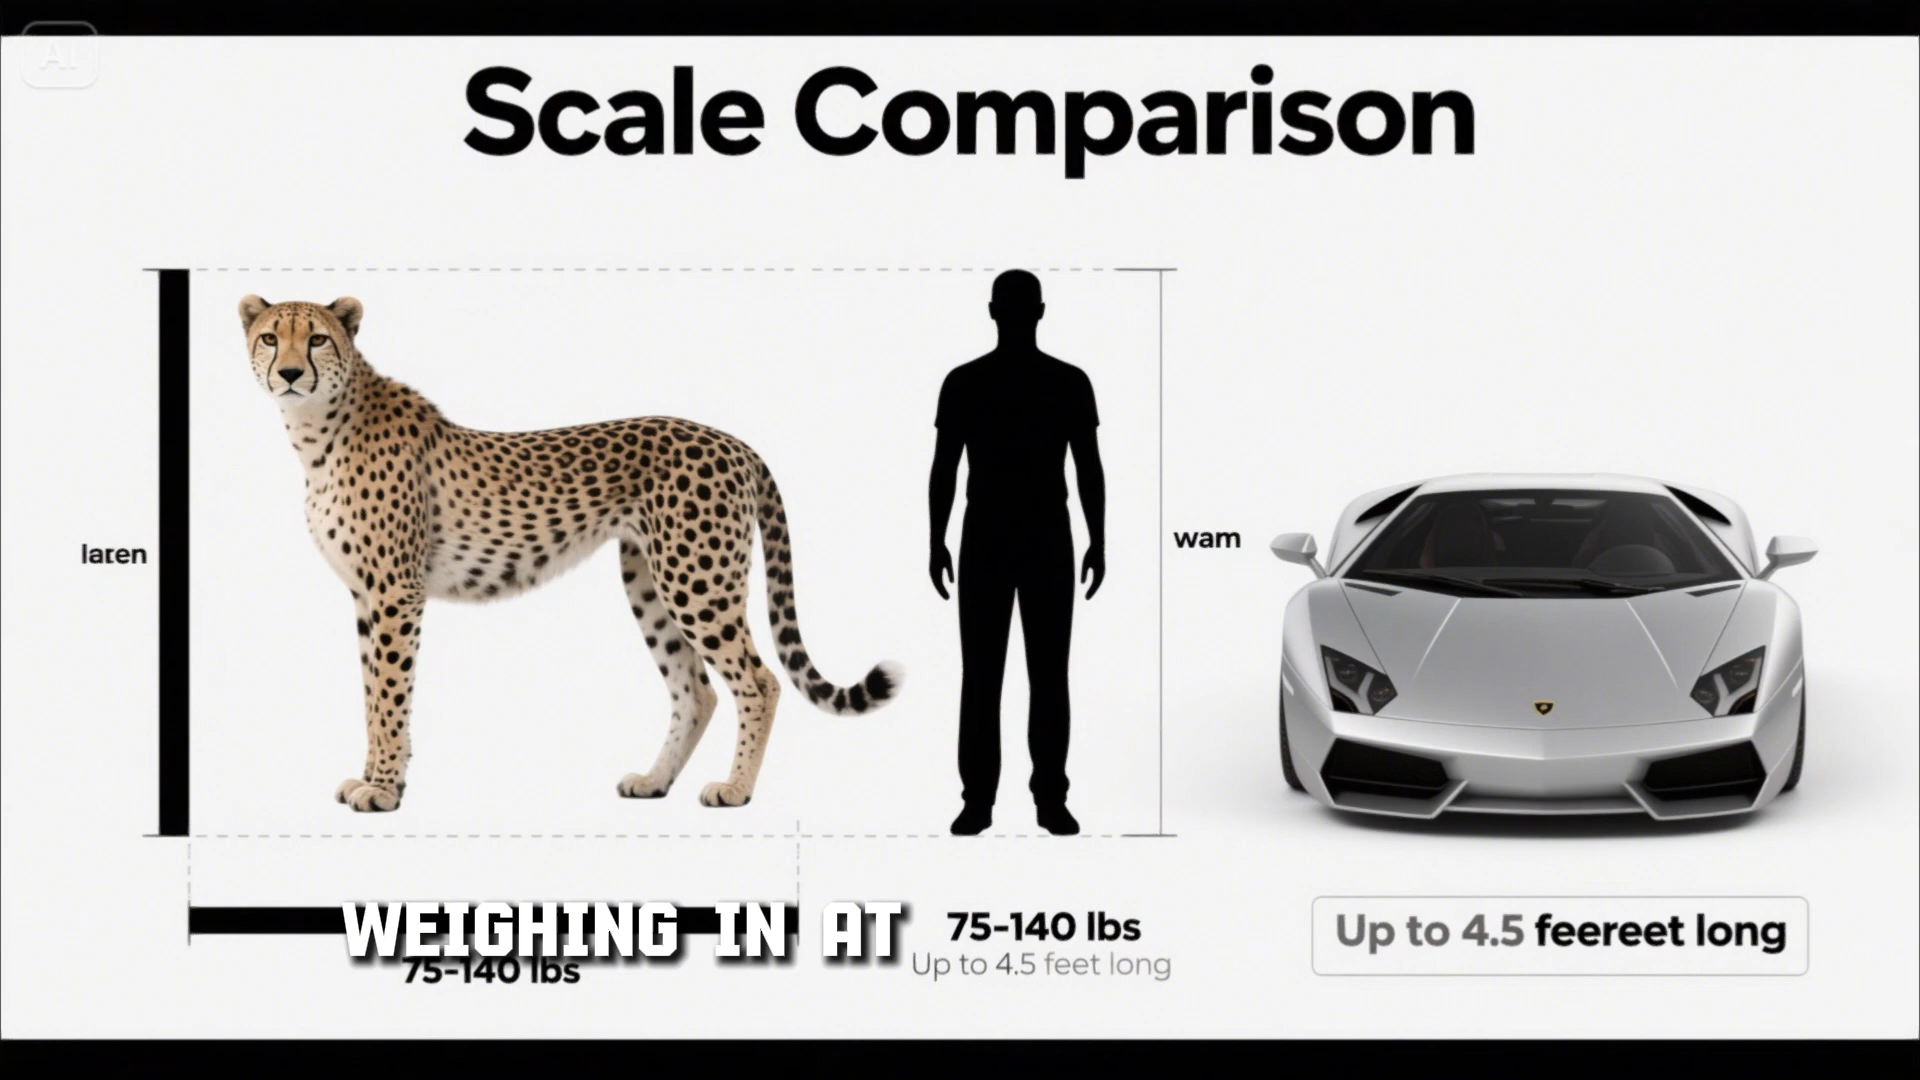 AI
Scale Comparison
laten
wam
WEIGHING IN AT
75-140 lbs
75-140 lbs
Up to 4.5 feet long
Up to 4.5 feereet long